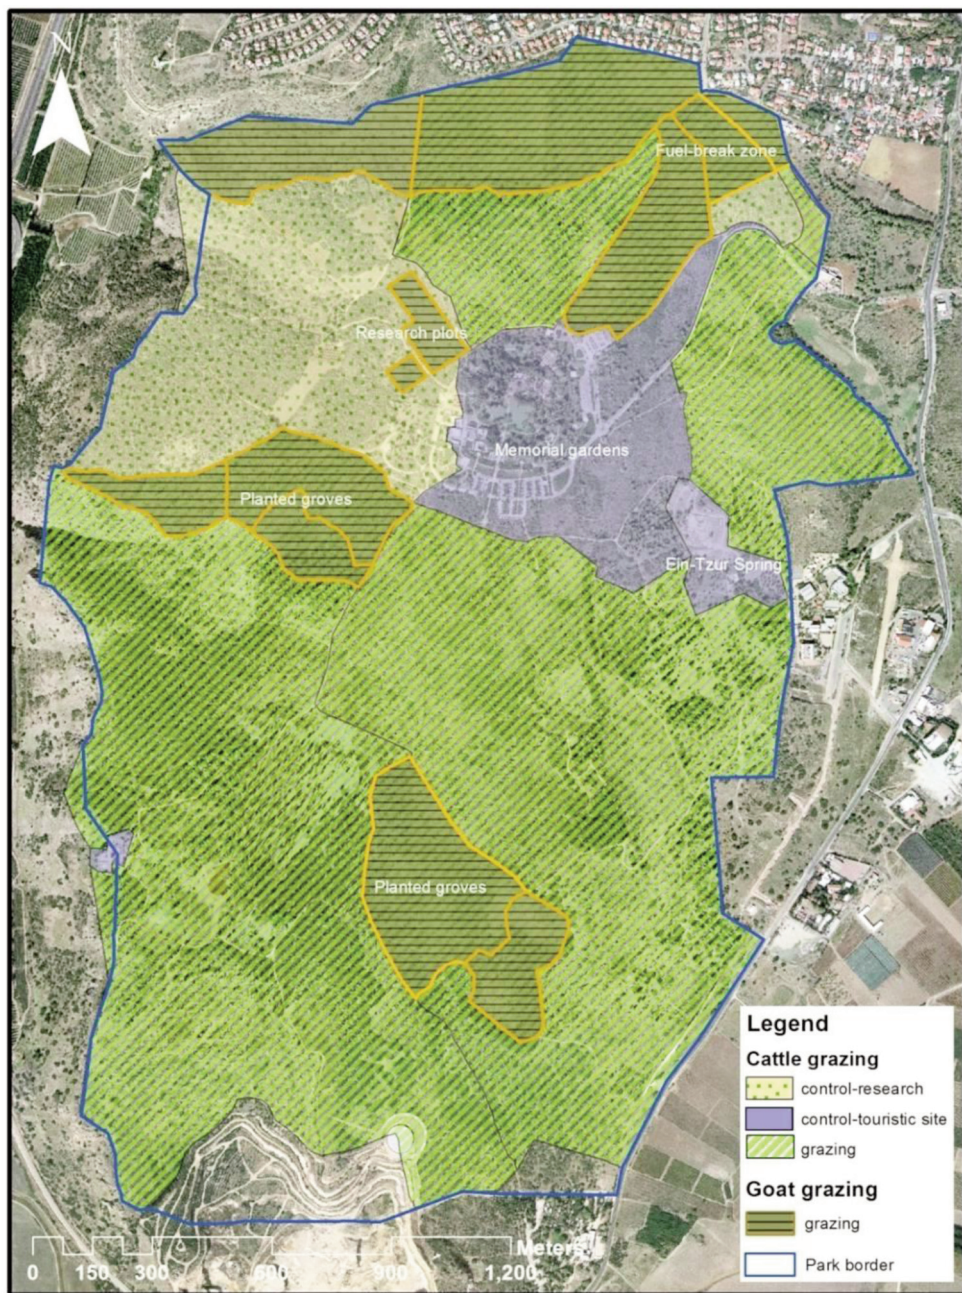 N
Fuel-break zone
Research plots
Memorial gardens
Planted groves
Ein-Tzur Spring
Planted groves
Legend
Cattle grazing
control-research
control-touristic site
grazing
Goat grazing
grazing
Park border
Meters
0 150 300 600 900 1,200